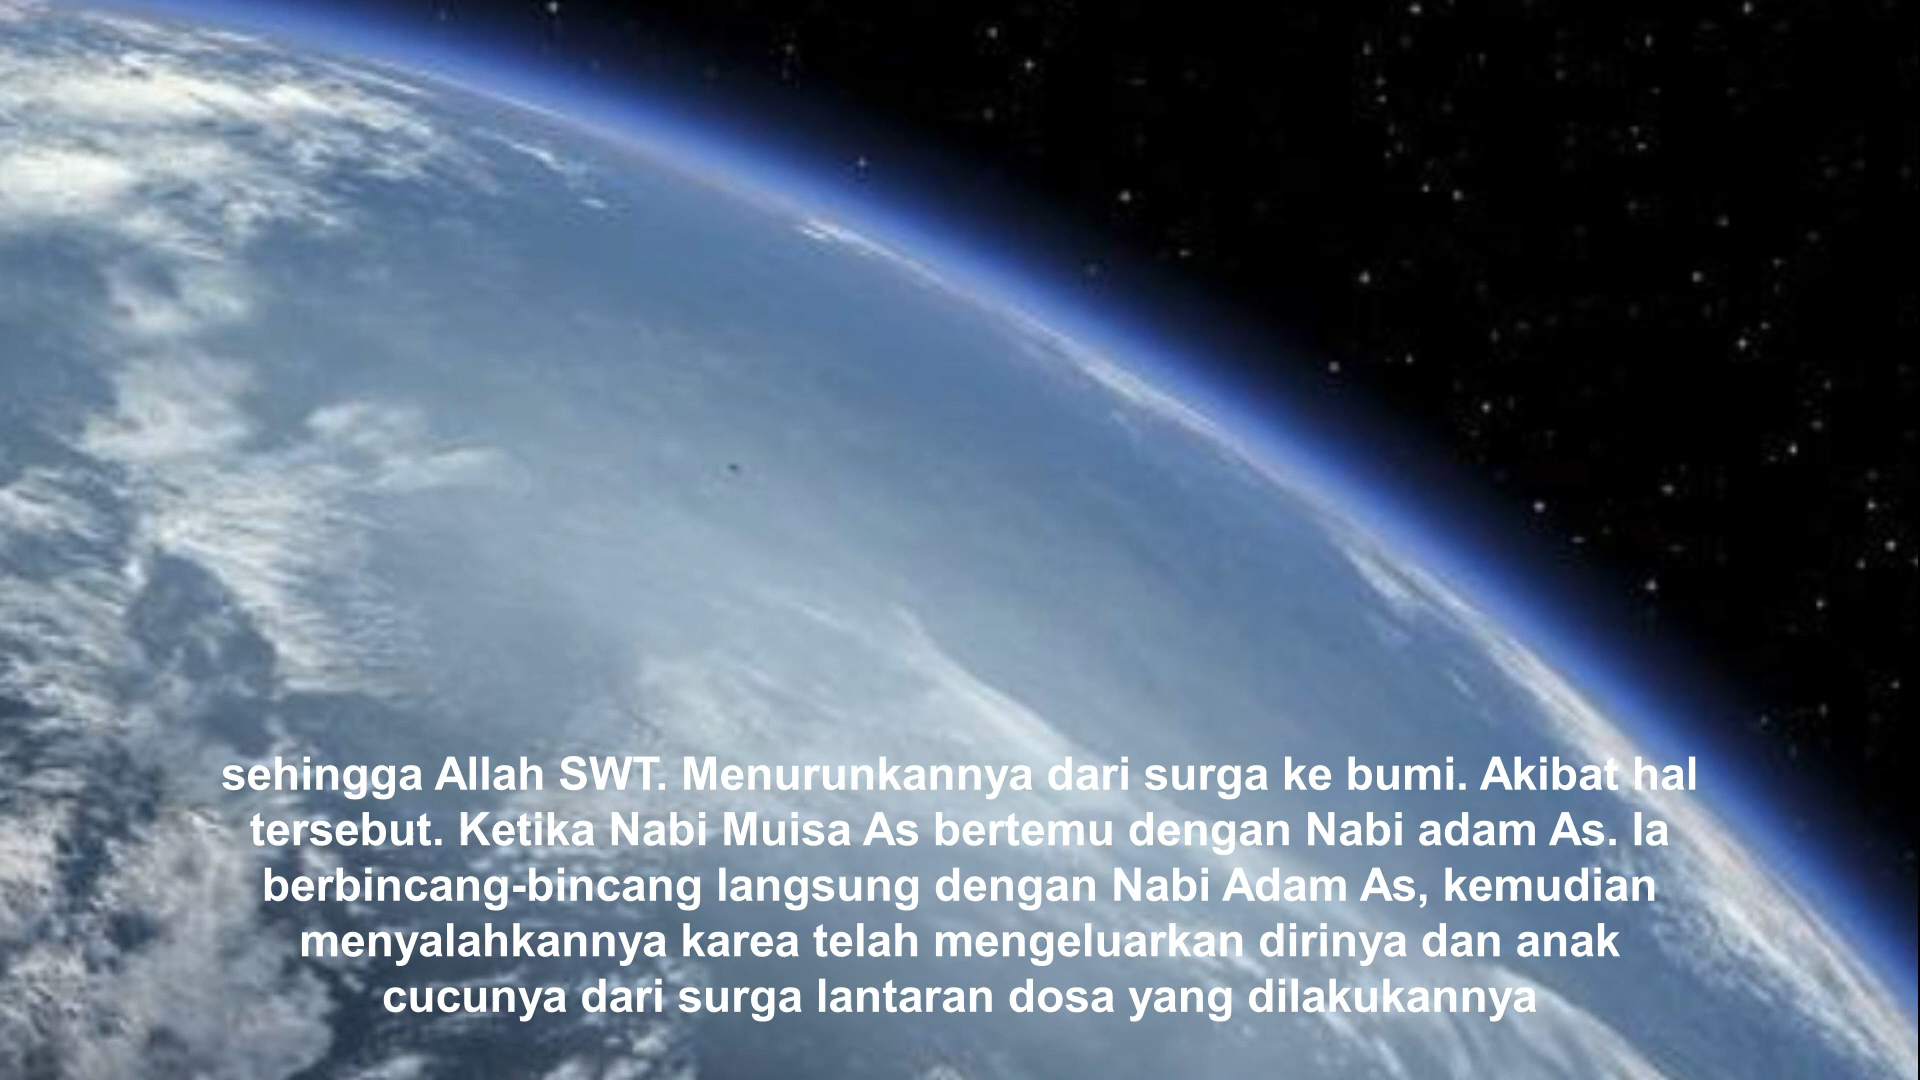 sehingga Allah SWT. Menurunkannya dari surga ke bumi. Akibat hal
tersebut. Ketika Nabi Muisa As bertemu dengan Nabi adam As. Ia
berbincang-bincang langsung dengan Nabi Adam As, kemudian
menyalahkannya karea telah mengeluarkan dirinya dan anak
cucunya dari surga lantaran dosa yang dilakukannya